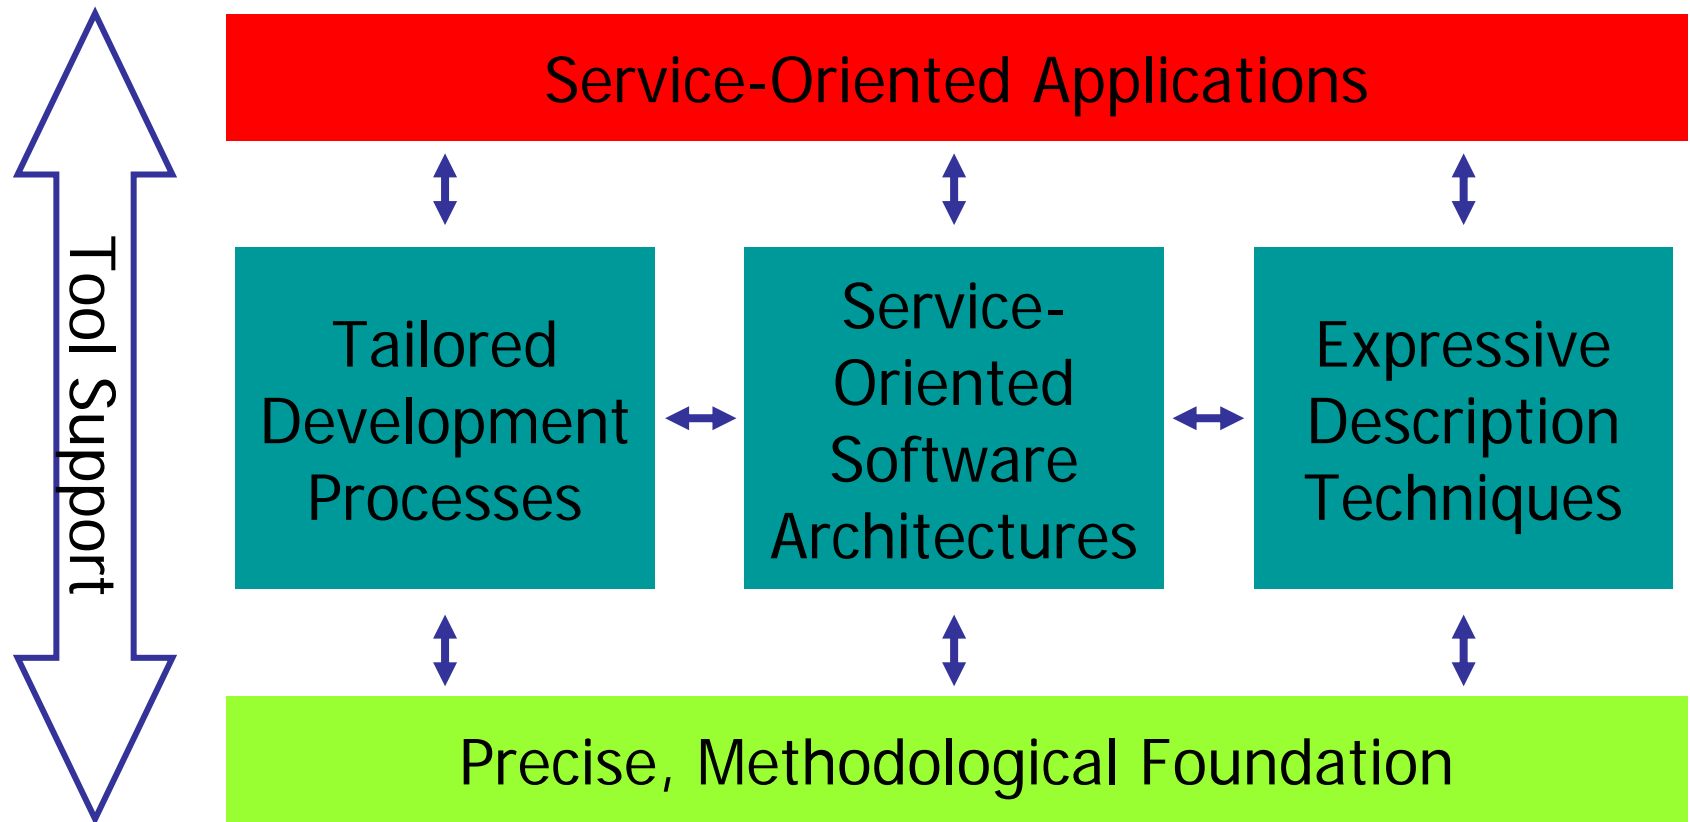 Service-Oriented Applications
Tool Support
Tailored
Development
Processes
Service-
Oriented
Software
Architectures
Expressive
Description
Techniques
Precise, Methodological Foundation